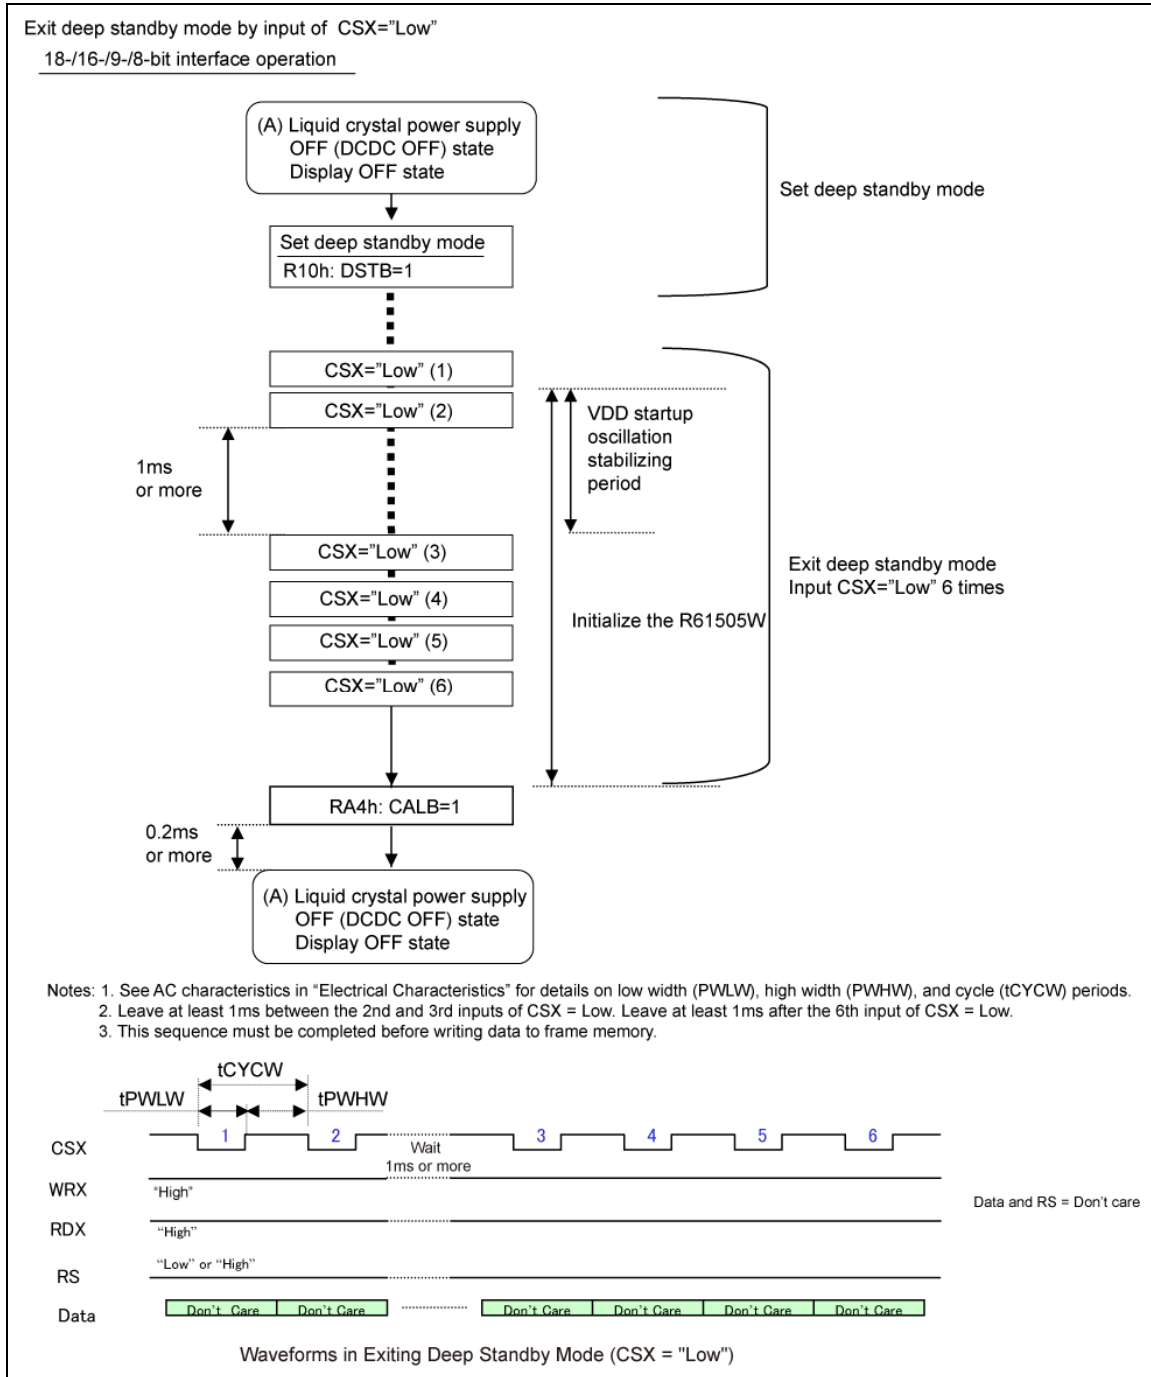 Exit deep standby mode by input of CSX=”Low”
18-/16-/9-/8-bit interface operation
(A) Liquid crystal power supply
OFF (DCDC OFF) state
Display OFF state
Set deep standby mode
Set deep standby mode
R10h: DSTB=1
CSX=”Low” (1)
CSX=”Low” (2)
VDD startup
oscillation
stabilizing
period
1ms
or more
CSX=”Low” (3)
CSX=”Low” (4)
CSX=”Low” (5)
CSX=”Low” (6)
Exit deep standby mode
Input CSX=”Low” 6 times
Initialize the R61505W
RA4h: CALB=1
0.2ms
or more
(A) Liquid crystal power supply
OFF (DCDC OFF) state
Display OFF state
Notes: 1. See AC characteristics in “Electrical Characteristics” for details on low width (PWLW), high width (PWHW), and cycle (tCYCW) periods.
2. Leave at least 1ms between the 2nd and 3rd inputs of CSX = Low. Leave at least 1ms after the 6th input of CSX = Low.
3. This sequence must be completed before writing data to frame memory.
tCYCW
tPWLW tPWHW
CSX 1 2 3 4 5 6
Wait
1ms or more
WRX “High”
Data and RS = Don’t care
RDX “High”
RS “Low” or “High”
Data Don’t Care Don’t Care Don’t Care Don’t Care Don’t Care Don’t Care
Waveforms in Exiting Deep Standby Mode (CSX = "Low")